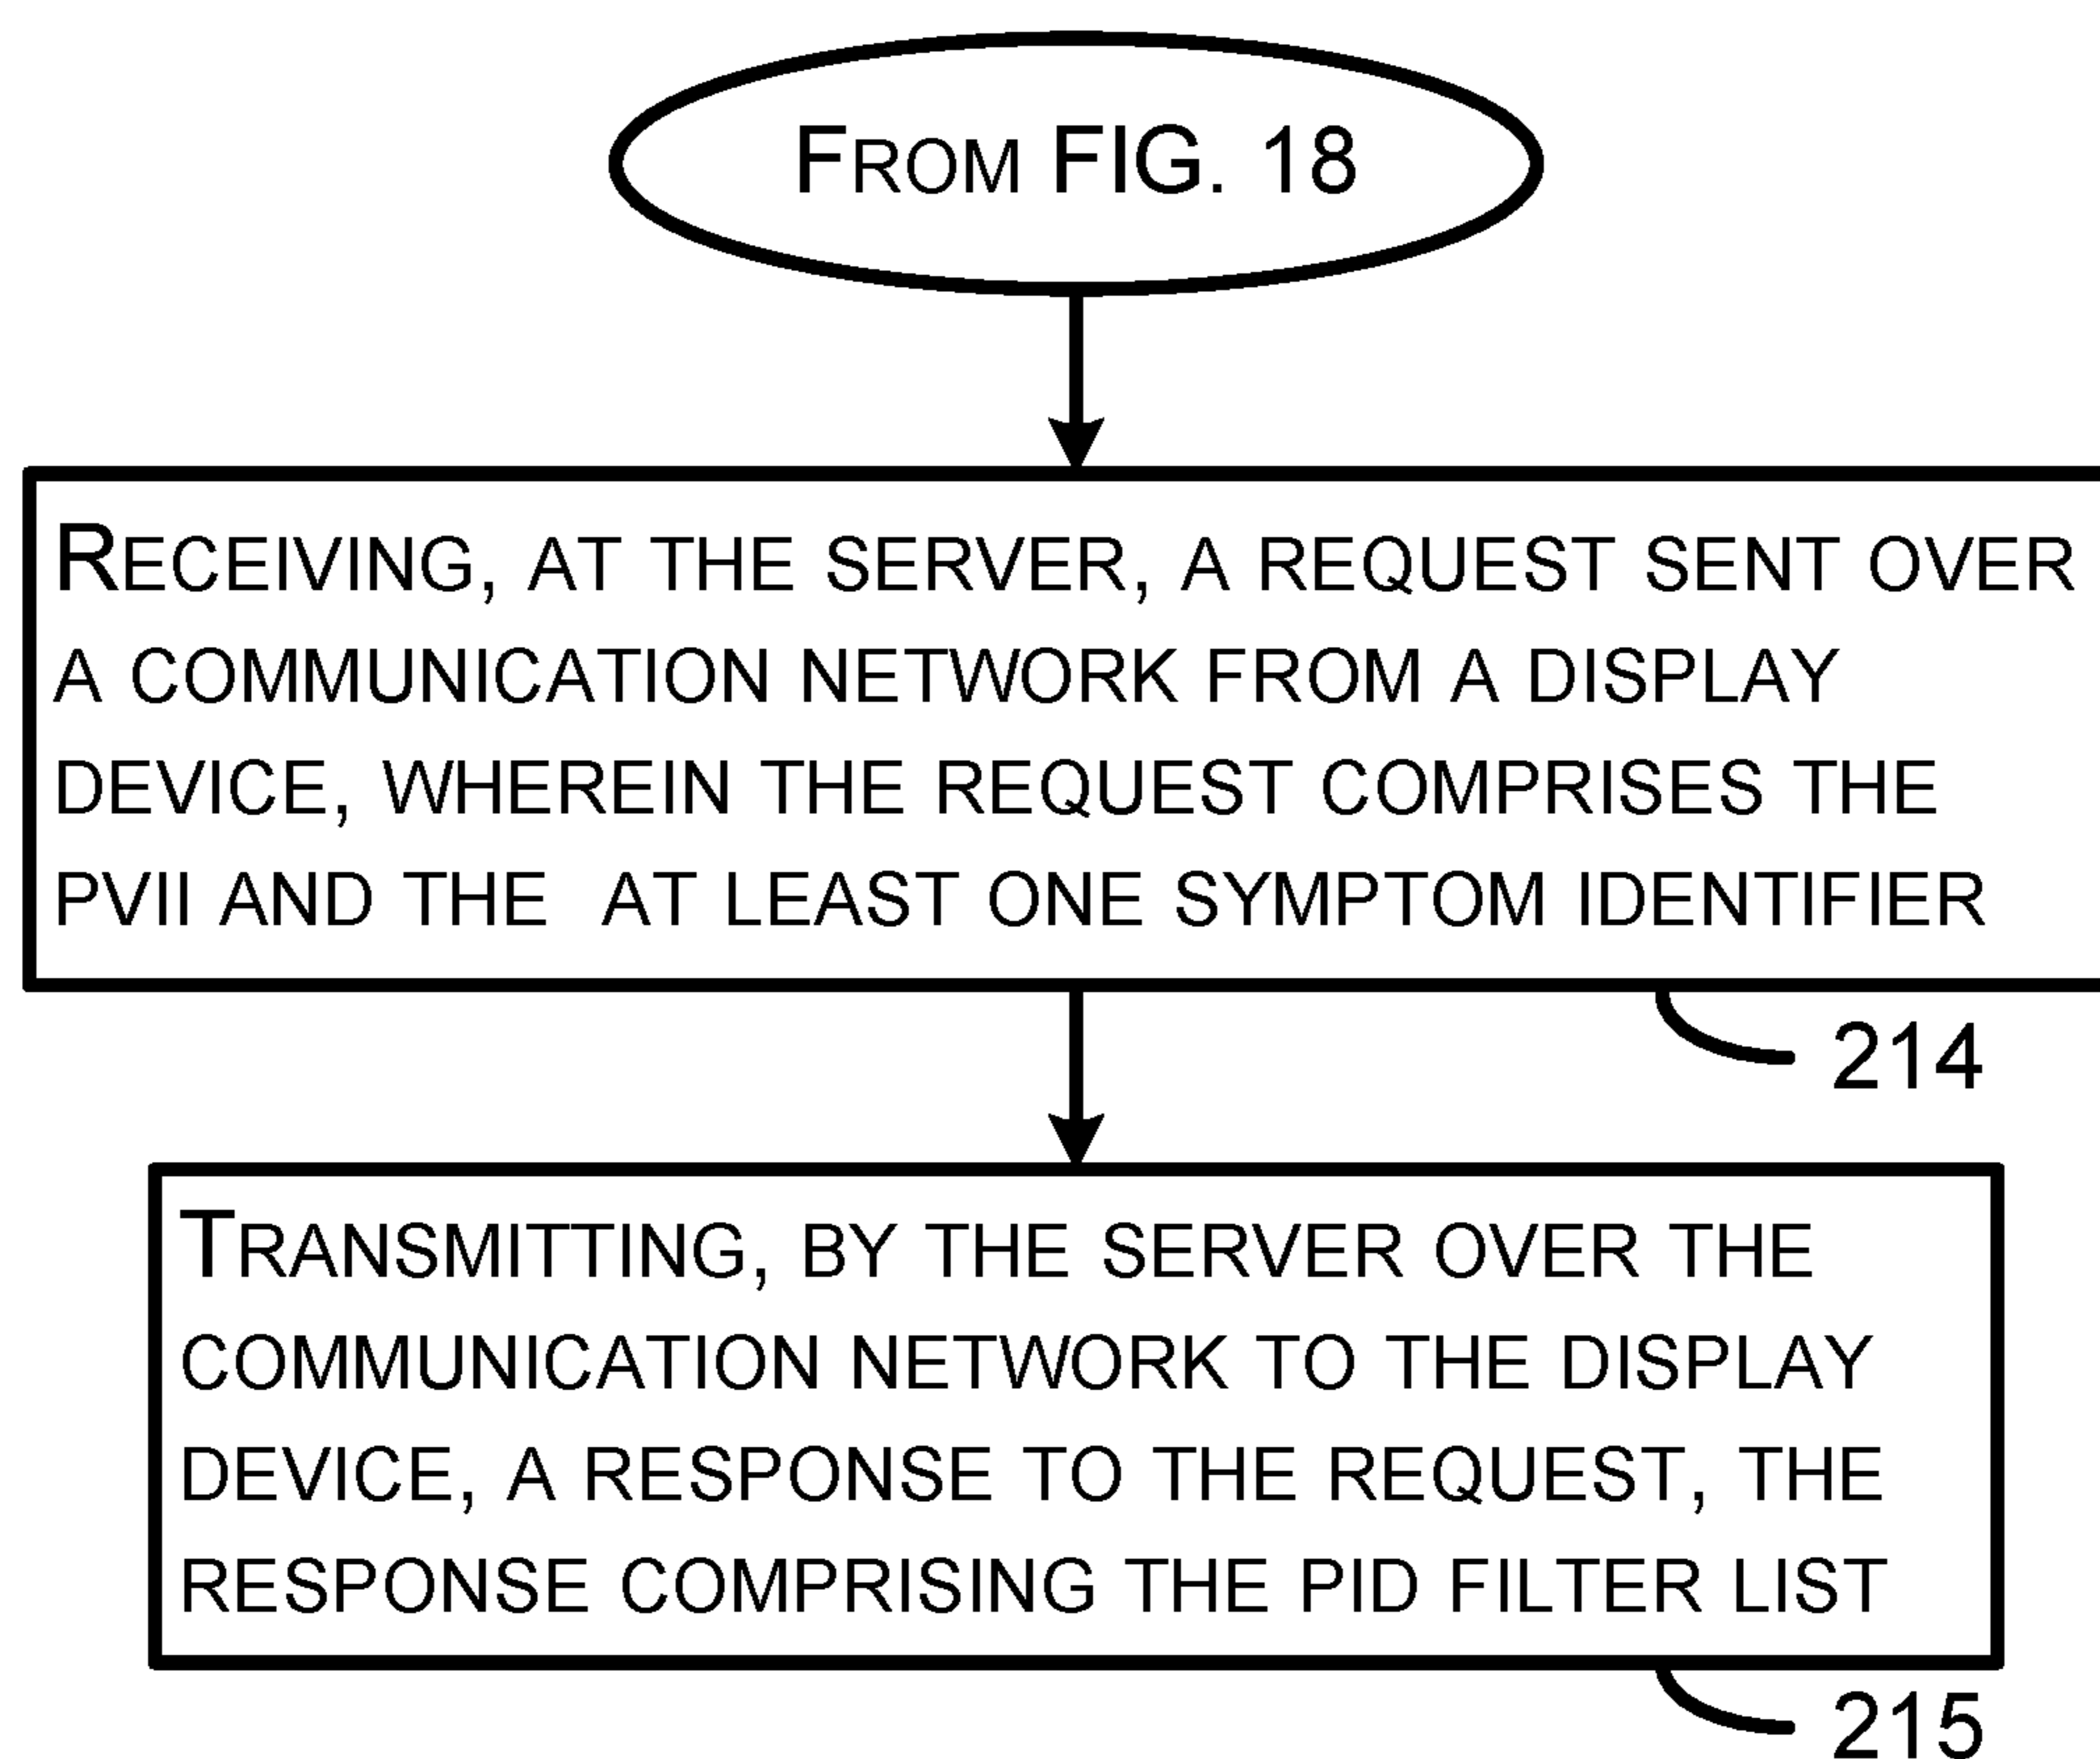 FROM FIG. 18
RECEIVING, AT THE SERVER, A REQUEST SENT OVER
A COMMUNICATION NETWORK FROM A DISPLAY
DEVICE, WHEREIN THE REQUEST COMPRISES THE
PVII AND THE AT LEAST ONE SYMPTOM IDENTIFIER
214
TRANSMITTING, BY THE SERVER OVER THE
COMMUNICATION NETWORK TO THE DISPLAY
DEVICE, A RESPONSE TO THE REQUEST, THE
RESPONSE COMPRISING THE PID FILTER LIST
215